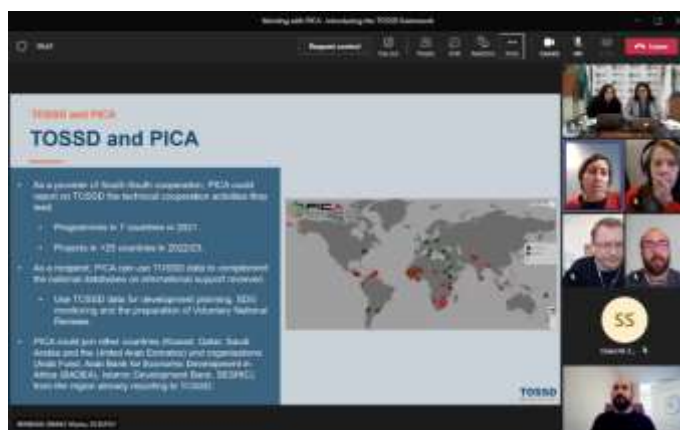 Meeting with PICA - Introducing the TOSSD framework
Request control
Leave
TOSSD and PICA
TOSSD and PICA
As a provider of South-South cooperation, PICA could
report on TOSSD the technical cooperation activities they
lead
Programmes in 7 countries in 2021.
Projects in >25 countries in 2022/23.
As a recipient, PICA can use TOSSD data to complement
the national databases on international support received.
Use TOSSD data for development planning, SDG
monitoring and the preparation of Voluntary National
Reviews.
PICA could join other countries (Kuwait, Qatar, Saudi
Arabia and the United Arab Emirates) and organisations
(Arab Fund, Arab Bank for Economic Development in
Africa (BADEA), Islamic Development Bank, SESRIC)
from the region already reporting to TOSSD.
PICA
SS
TOSSD